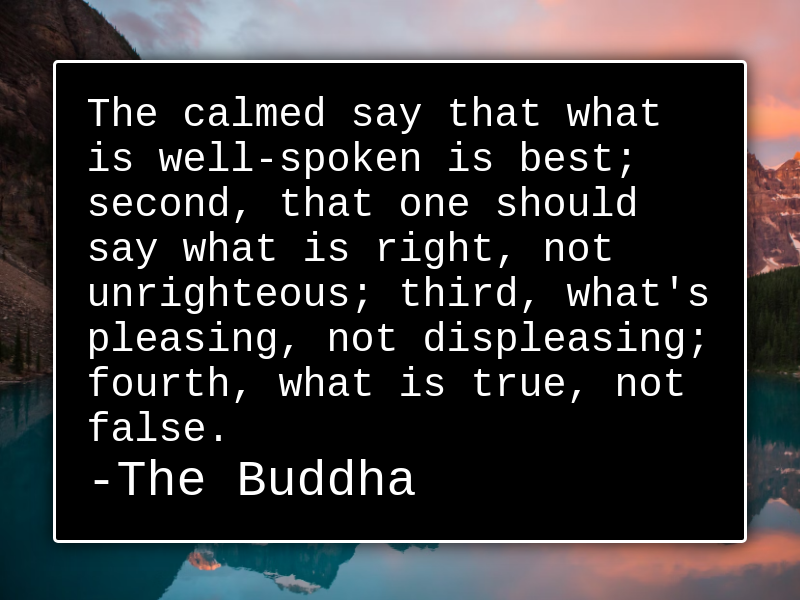 The calmed say that what
is well-spoken is best;
second, that one should
say what is right, not
unrighteous; third, what's
pleasing, not displeasing;
fourth, what is true, not
false.
-The Buddha